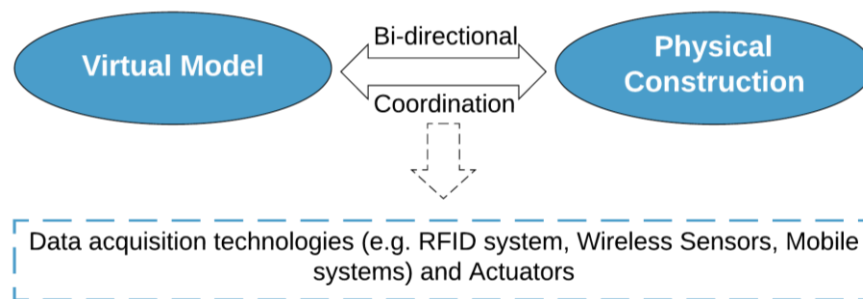 Virtual Model
Bi-directional
Coordination
Physical
Construction
Data acquisition technologies (e.g. RFID system, Wireless Sensors, Mobile
systems) and Actuators